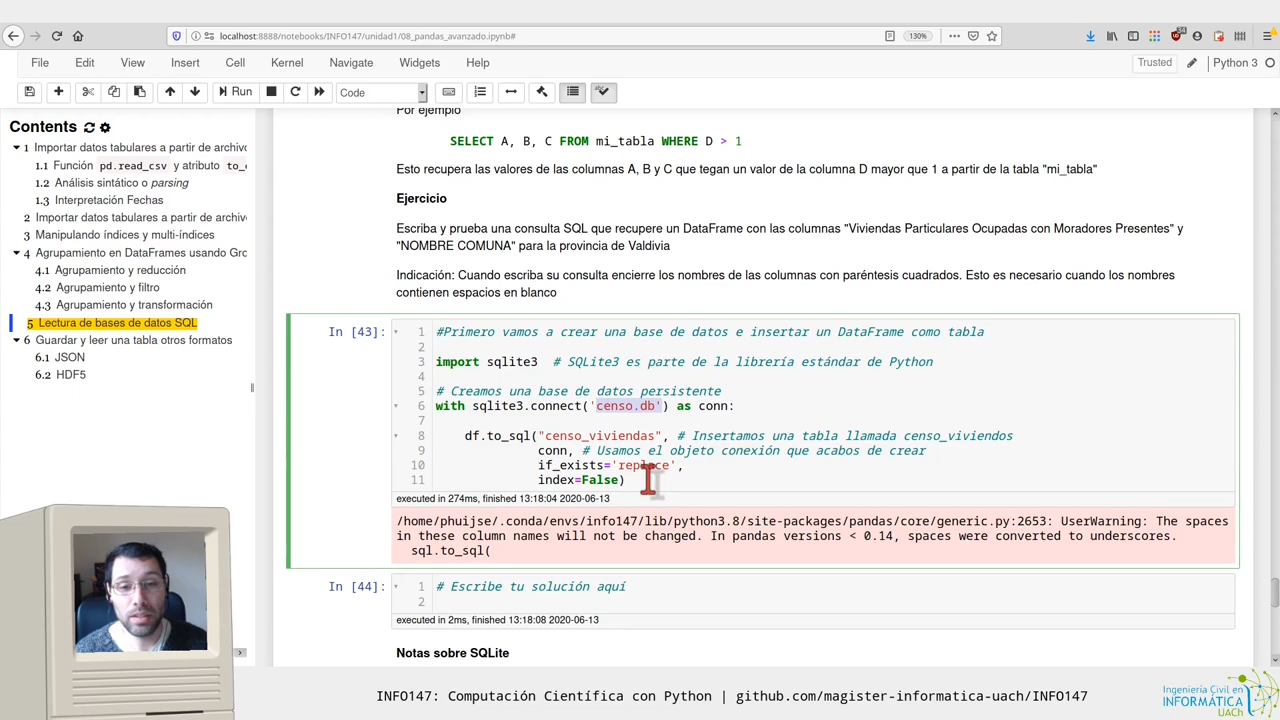 localhost:8888/notebooks/INFO147/unidad1/08_pandas_avanzado.ipynb#
130%
File Edit View Insert Cell Kernel Navigate Widgets Help
Trusted Python 3
Run Code
Contents
1 Importar datos tabulares a partir de archivo
1.1 Función pd.read_csv y atributo to_c
1.2 Análisis sintático o parsing
1.3 Interpretación Fechas
2 Importar datos tabulares a partir de archivo
3 Manipulando índices y multi-índices
4 Agrupamiento en DataFrames usando Gro
4.1 Agrupamiento y reducción
4.2 Agrupamiento y filtro
4.3 Agrupamiento y transformación
5 Lectura de bases de datos SQL
6 Guardar y leer una tabla otros formatos
6.1 JSON
6.2 HDF5
Por ejemplo
SELECT A, B, C FROM mi_tabla WHERE D > 1
Esto recupera las valores de las columnas A, B y C que tegan un valor de la columna D mayor que 1 a partir de la tabla "mi_tabla"
Ejercicio
Escriba y prueba una consulta SQL que recupere un DataFrame con las columnas "Viviendas Particulares Ocupadas con Moradores Presentes" y
"NOMBRE COMUNA" para la provincia de Valdivia
Indicación: Cuando escriba su consulta encierre los nombres de las columnas con paréntesis cuadrados. Esto es necesario cuando los nombres
contienen espacios en blanco
In [43]:
1 #Primero vamos a crear una base de datos e insertar un DataFrame como tabla
2
3 import sqlite3 # SQLite3 es parte de la librería estándar de Python
4
5 # Creamos una base de datos persistente
6 with sqlite3.connect('censo.db') as conn:
7
8 df.to_sql("censo_viviendas", # Insertamos una tabla llamada censo_viviendos
9 conn, # Usamos el objeto conexión que acabos de crear
10 if_exists='replace',
11 index=False)
executed in 274ms, finished 13:18:04 2020-06-13
/home/phuijse/.conda/envs/info147/lib/python3.8/site-packages/pandas/core/generic.py:2653: UserWarning: The spaces
in these column names will not be changed. In pandas versions < 0.14, spaces were converted to underscores.
sql.to_sql(
In [44]:
1 # Escribe tu solución aquí
2
executed in 2ms, finished 13:18:08 2020-06-13
Notas sobre SQLite
INFO147: Computación Científica con Python | github.com/magister-informatica-uach/INFO147
Ingeniería Civil en
INFORMÁTICA
UACh